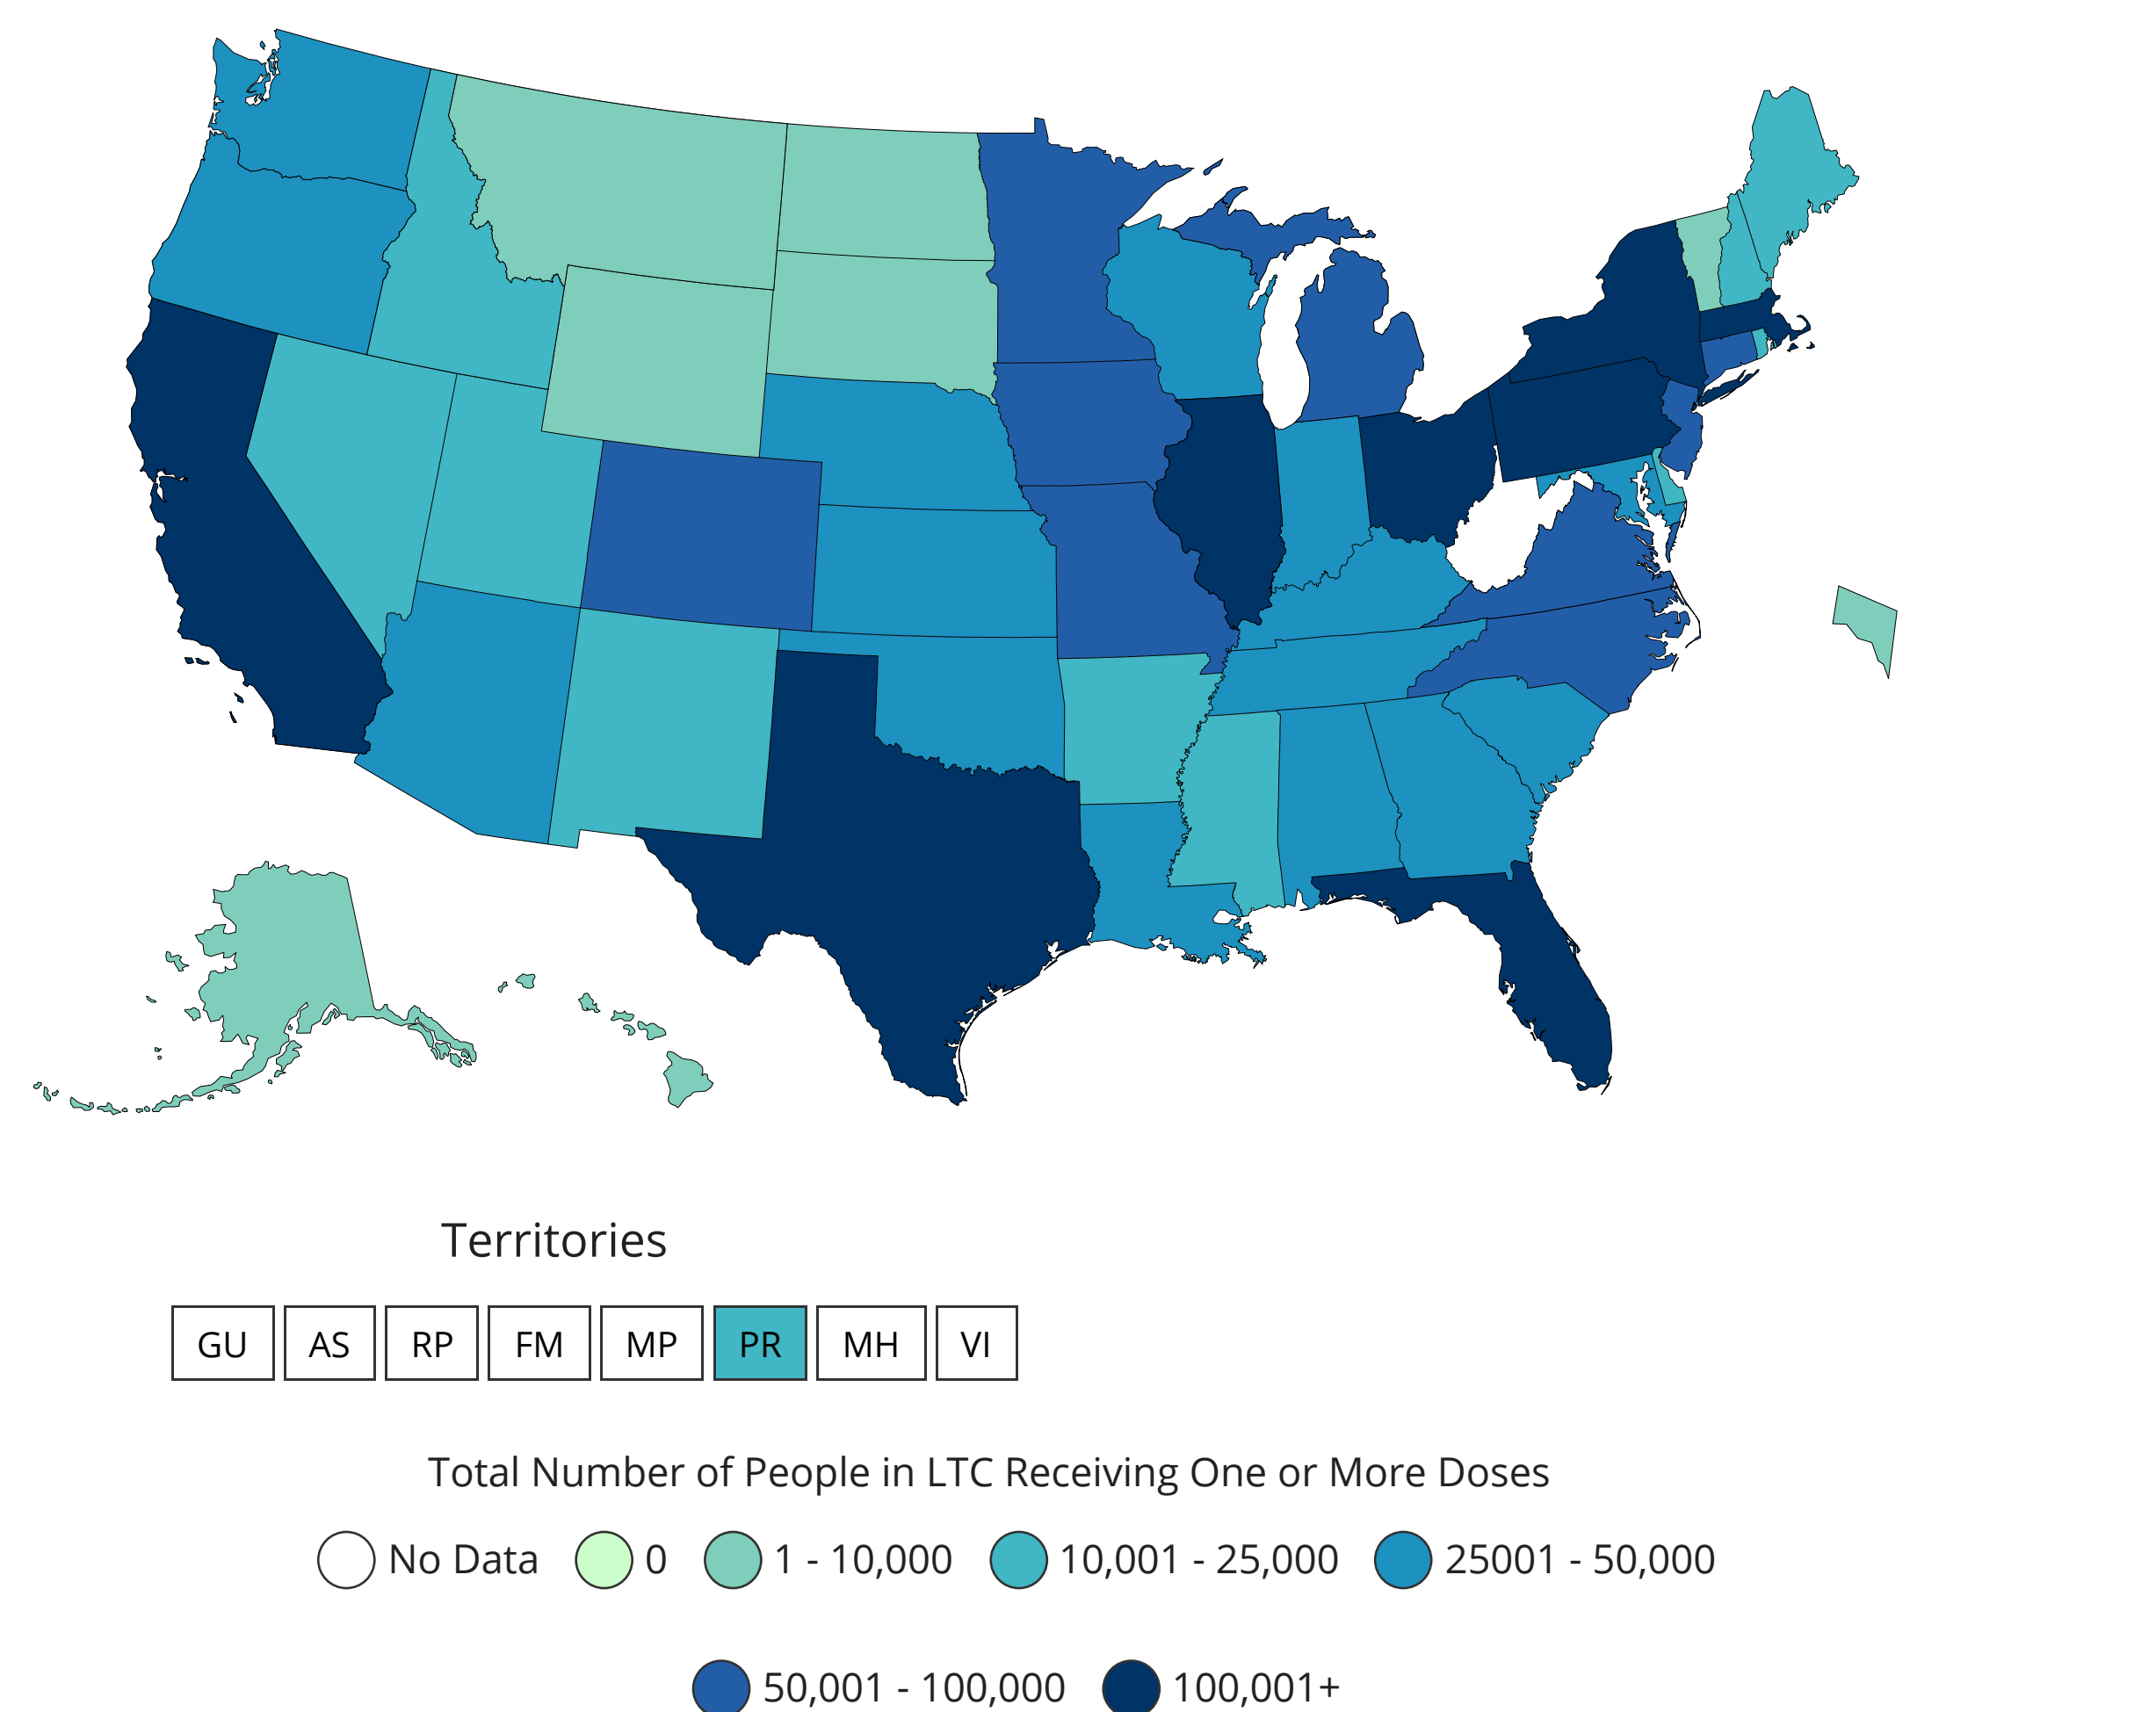 Territories
GU AS RP FM MP PR MH VI
Total Number of People in LTC Receiving One or More Doses
No Data 0 1 - 10,000 10,001 - 25,000 25001 - 50,000
50,001 - 100,000 100,001+